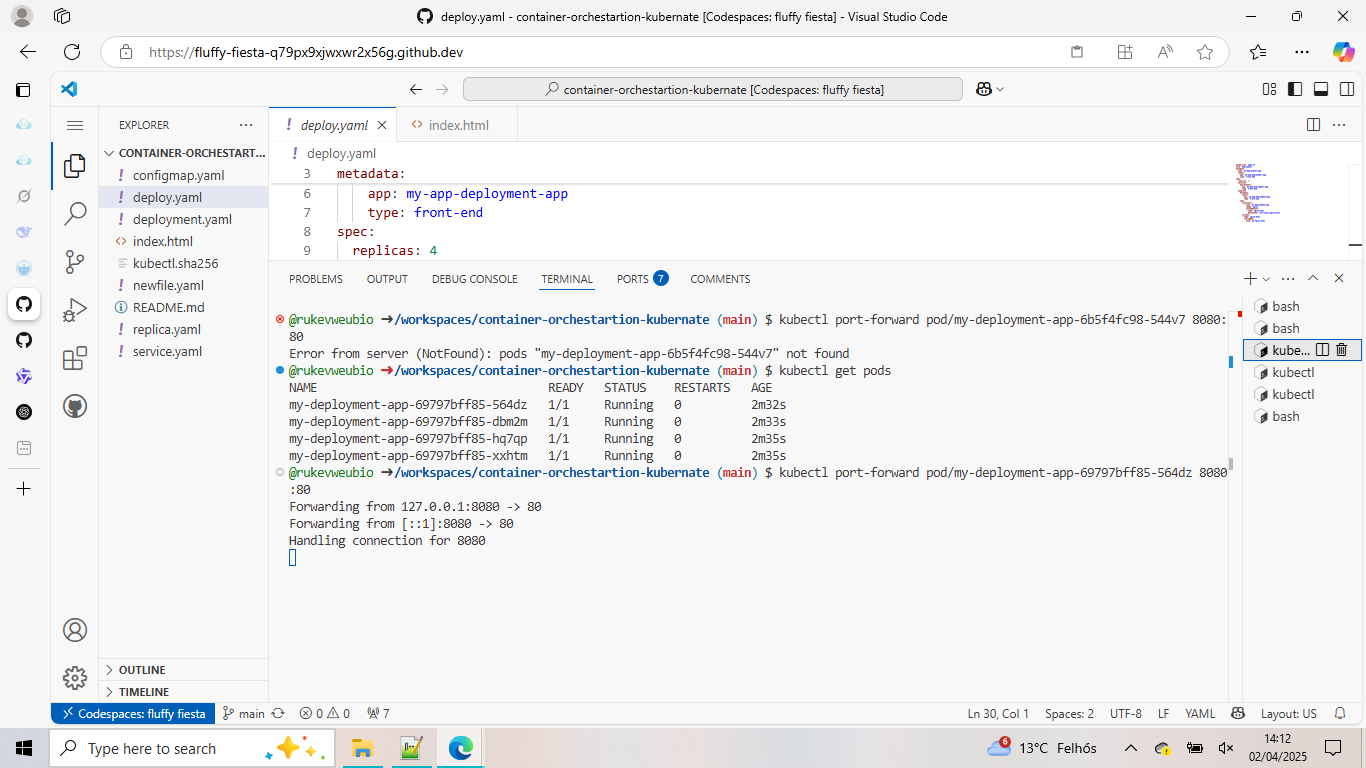 deploy.yaml - container-orchestartion-kubernate [Codespaces: fluffy fiesta] - Visual Studio Code
https://fluffy-fiesta-q79px9xjwxwr2x56g.github.dev
container-orchestartion-kubernate [Codespaces: fluffy fiesta]
EXPLORER
CONTAINER-ORCHESTART...
configmap.yaml
deploy.yaml
deployment.yaml
index.html
kubectl.sha256
newfile.yaml
README.md
replica.yaml
service.yaml
OUTLINE
TIMELINE
deploy.yaml
index.html
deploy.yaml
3 metadata:
6 app: my-app-deployment-app
7 type: front-end
8 spec:
9 replicas: 4
PROBLEMS OUTPUT DEBUG CONSOLE TERMINAL PORTS 7 COMMENTS
@rukevweubio ➜/workspaces/container-orchestartion-kubernate (main) $ kubectl port-forward pod/my-deployment-app-6b5f4fc98-544v7 8080:
80
Error from server (NotFound): pods "my-deployment-app-6b5f4fc98-544v7" not found
@rukevweubio ➜/workspaces/container-orchestartion-kubernate (main) $ kubectl get pods
NAME READY STATUS RESTARTS AGE
my-deployment-app-69797bff85-564dz 1/1 Running 0 2m32s
my-deployment-app-69797bff85-dbm2m 1/1 Running 0 2m33s
my-deployment-app-69797bff85-hq7qp 1/1 Running 0 2m35s
my-deployment-app-69797bff85-xxhtm 1/1 Running 0 2m35s
@rukevweubio ➜/workspaces/container-orchestartion-kubernate (main) $ kubectl port-forward pod/my-deployment-app-69797bff85-564dz 8080
:80
Forwarding from 127.0.0.1:8080 -> 80
Forwarding from [::1]:8080 -> 80
Handling connection for 8080
bash
bash
kube...
kubectl
kubectl
bash
Codespaces: fluffy fiesta main 0 0 7 Ln 30, Col 1 Spaces: 2 UTF-8 LF YAML Layout: US
Type here to search
6
13°C Felhős
14:12
02/04/2025